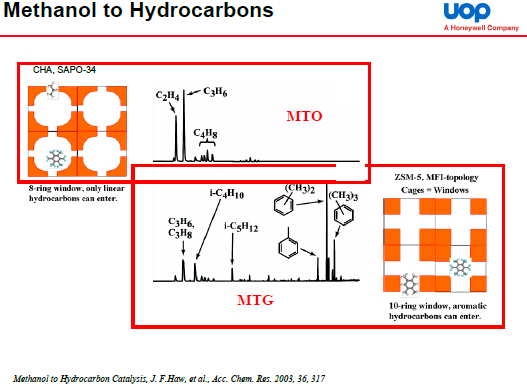 Methanol to Hydrocarbons
uop
A Honeywell Company
CHA, SAPO-34
C2H4
C3H6
MTO
C4H8
8-ring window, only linear
hydrocarbons can enter.
ZSM-5, MFI-topology
Cages = Windows
i-C4H10
(CH3)2
(CH3)3
C3H6,
C3H8
i-C5H12
MTG
10-ring window, aromatic
hydrocarbons can enter.
Methanol to Hydrocarbon Catalysis, J. F.Haw, et al., Acc. Chem. Res. 2003, 36, 317